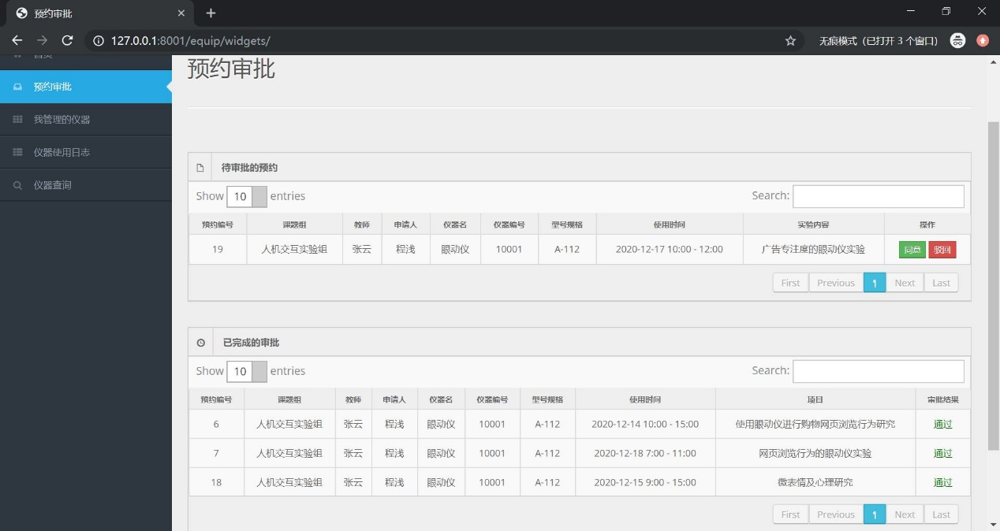 预约审批
127.0.0.1:8001/equip/widgets/
无痕模式（已打开 3 个窗口）
首页
预约审批
我管理的仪器
仪器使用日志
仪器查询
预约审批
待审批的预约
Show 10 entries Search:
预约编号 课题组 教师 申请人 仪器名 仪器编号 型号规格 使用时间 实验内容 操作
19 人机交互实验组 张云 程浅 眼动仪 10001 A-112 2020-12-17 10:00 - 12:00 广告专注度的眼动仪实验 同意 驳回
First Previous 1 Next Last
已完成的审批
Show 10 entries Search:
预约编号 课题组 教师 申请人 仪器名 仪器编号 型号规格 使用时间 项目 审批结果
6 人机交互实验组 张云 程浅 眼动仪 10001 A-112 2020-12-14 10:00 - 15:00 使用眼动仪进行购物网页浏览行为研究 通过
7 人机交互实验组 张云 程浅 眼动仪 10001 A-112 2020-12-18 7:00 - 11:00 网页浏览行为的眼动仪实验 通过
18 人机交互实验组 张云 程浅 眼动仪 10001 A-112 2020-12-15 9:00 - 15:00 微表情及心理研究 通过
First Previous 1 Next Last